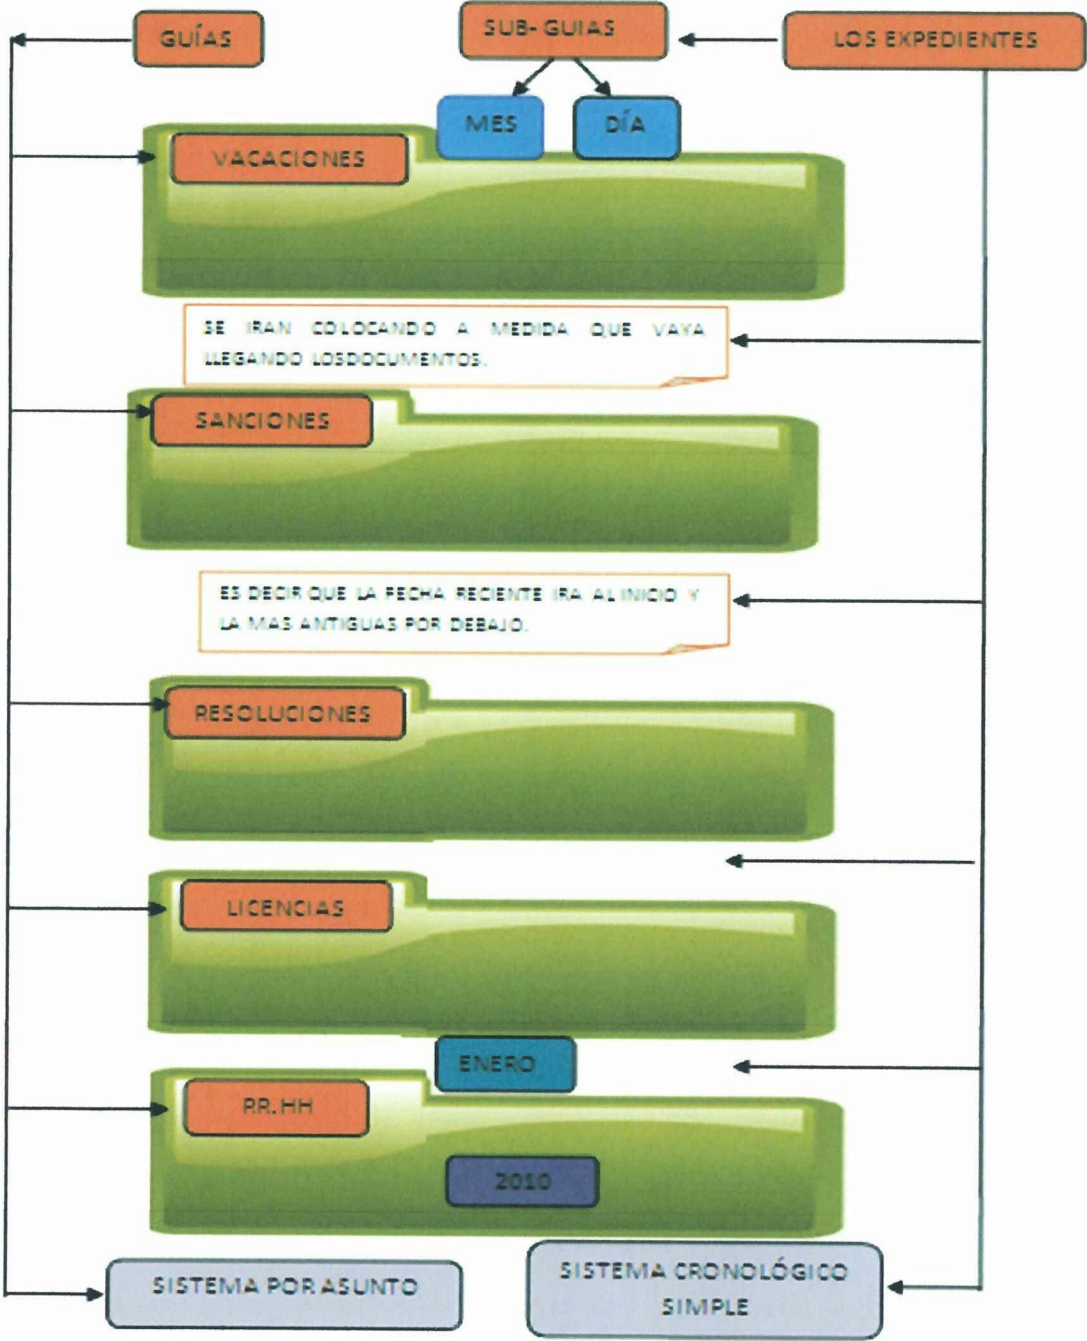 GUÍAS
SUB- GUIAS
LOS EXPEDIENTES
MES
DÍA
VACACIONES
SE IRAN COLOCANDO A MEDIDA QUE VAYA
LLEGANDO LOSDOCUMENTOS.
SANCIONES
ES DECIR QUE LA FECHA RECIENTE IRA AL INICIO Y
LA MAS ANTIGUAS POR DEBAJO.
RESOLUCIONES
LICENCIAS
ENERO
RR.HH
2010
SISTEMA POR ASUNTO
SISTEMA CRONOLÓGICO
SIMPLE